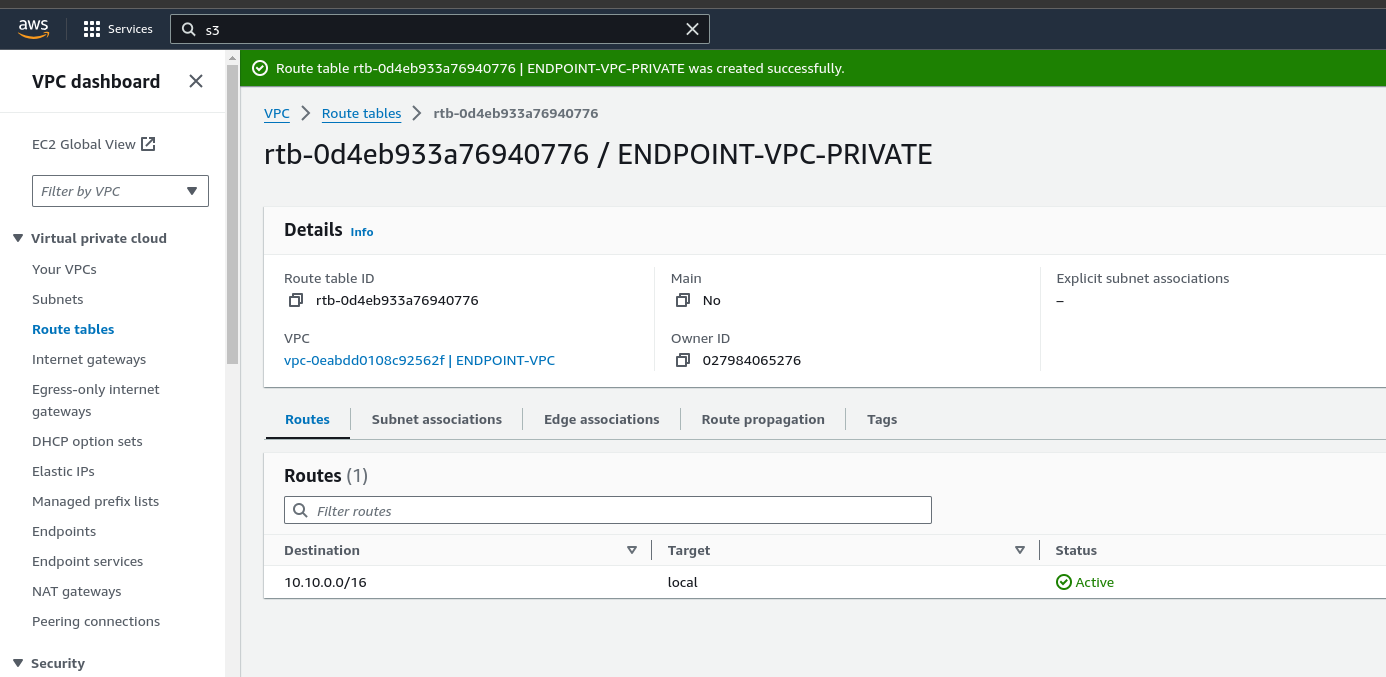 aws
Services
s3
VPC dashboard
EC2 Global View
Filter by VPC
Virtual private cloud
Your VPCs
Subnets
Route tables
Internet gateways
Egress-only internet
gateways
DHCP option sets
Elastic IPs
Managed prefix lists
Endpoints
Endpoint services
NAT gateways
Peering connections
Security
Route table rtb-0d4eb933a76940776 | ENDPOINT-VPC-PRIVATE was created successfully.
VPC Route tables rtb-0d4eb933a76940776
rtb-0d4eb933a76940776 / ENDPOINT-VPC-PRIVATE
Details Info
Route table ID
rtb-0d4eb933a76940776
Main
No
Explicit subnet associations
–
VPC
vpc-0eabdd0108c92562f | ENDPOINT-VPC
Owner ID
027984065276
Routes Subnet associations Edge associations Route propagation Tags
Routes (1)
Filter routes
Destination Target Status
10.10.0.0/16 local Active